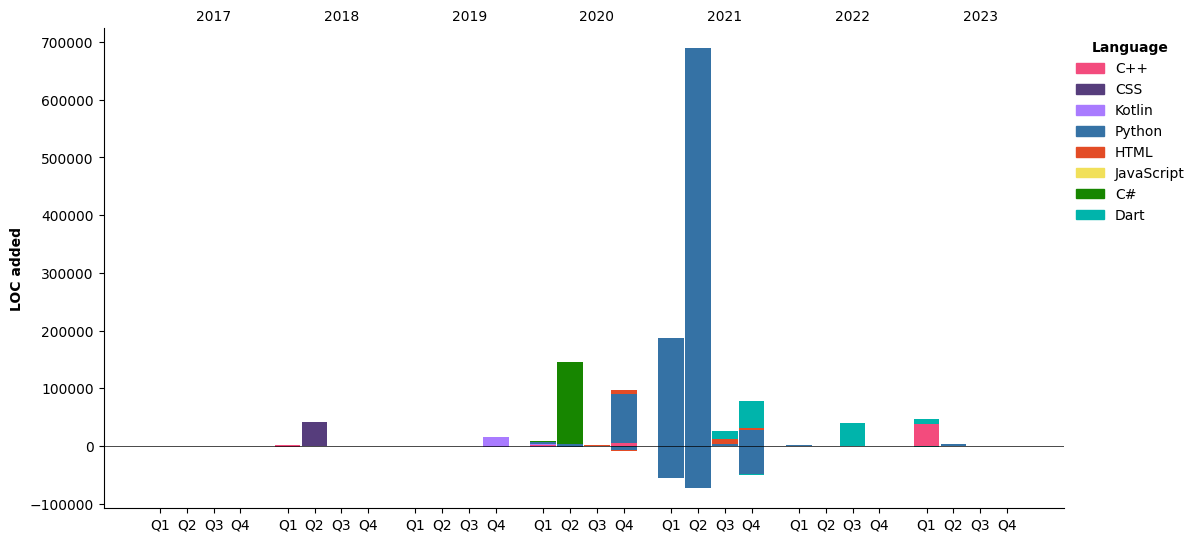 2017 2018 2019 2020 2021 2022 2023
700000
600000
500000
400000
300000
200000
100000
0
−100000
LOC added
Q1 Q2 Q3 Q4 Q1 Q2 Q3 Q4 Q1 Q2 Q3 Q4 Q1 Q2 Q3 Q4 Q1 Q2 Q3 Q4 Q1 Q2 Q3 Q4 Q1 Q2 Q3 Q4
Language
C++
CSS
Kotlin
Python
HTML
JavaScript
C#
Dart